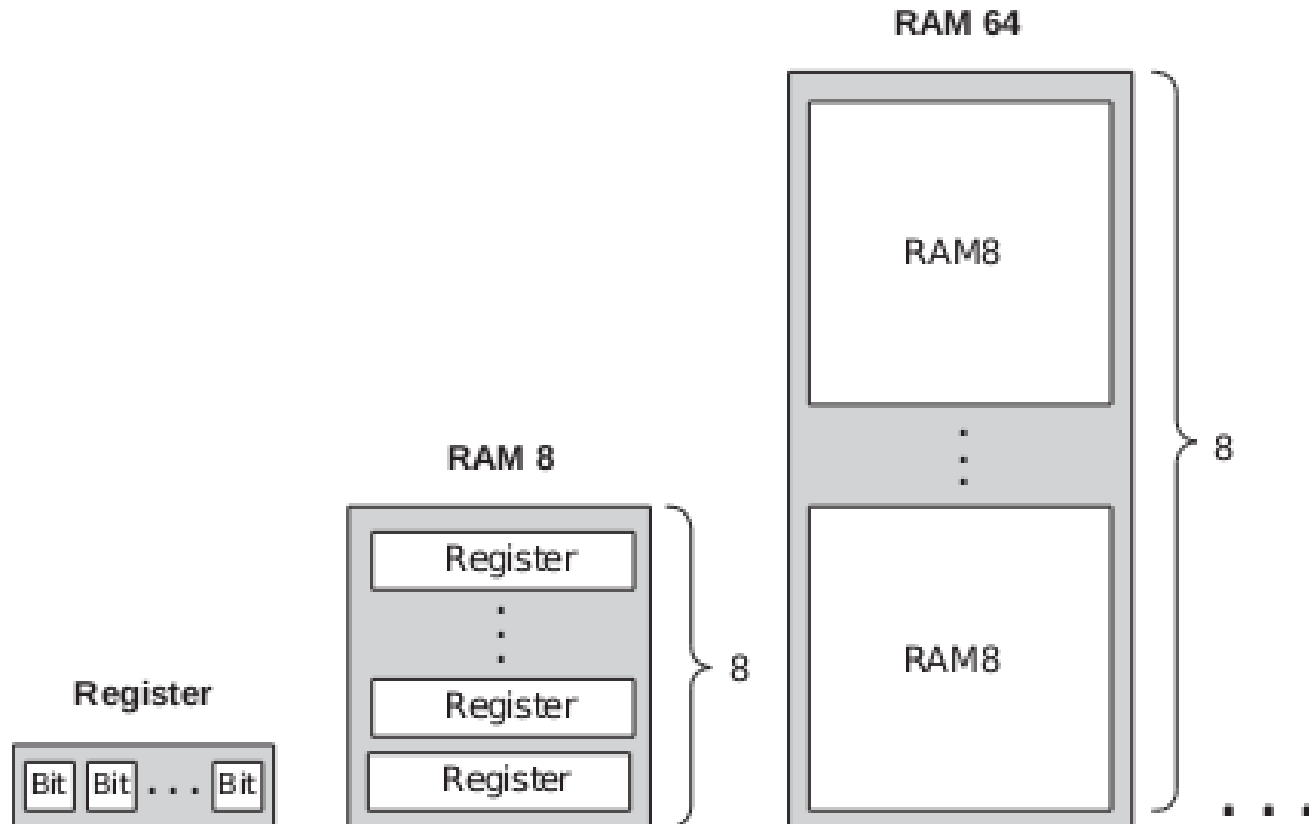 RAM 64
RAM8
8
RAM8
RAM 8
Register
Register
Register
8
Register
Bit Bit . . . Bit